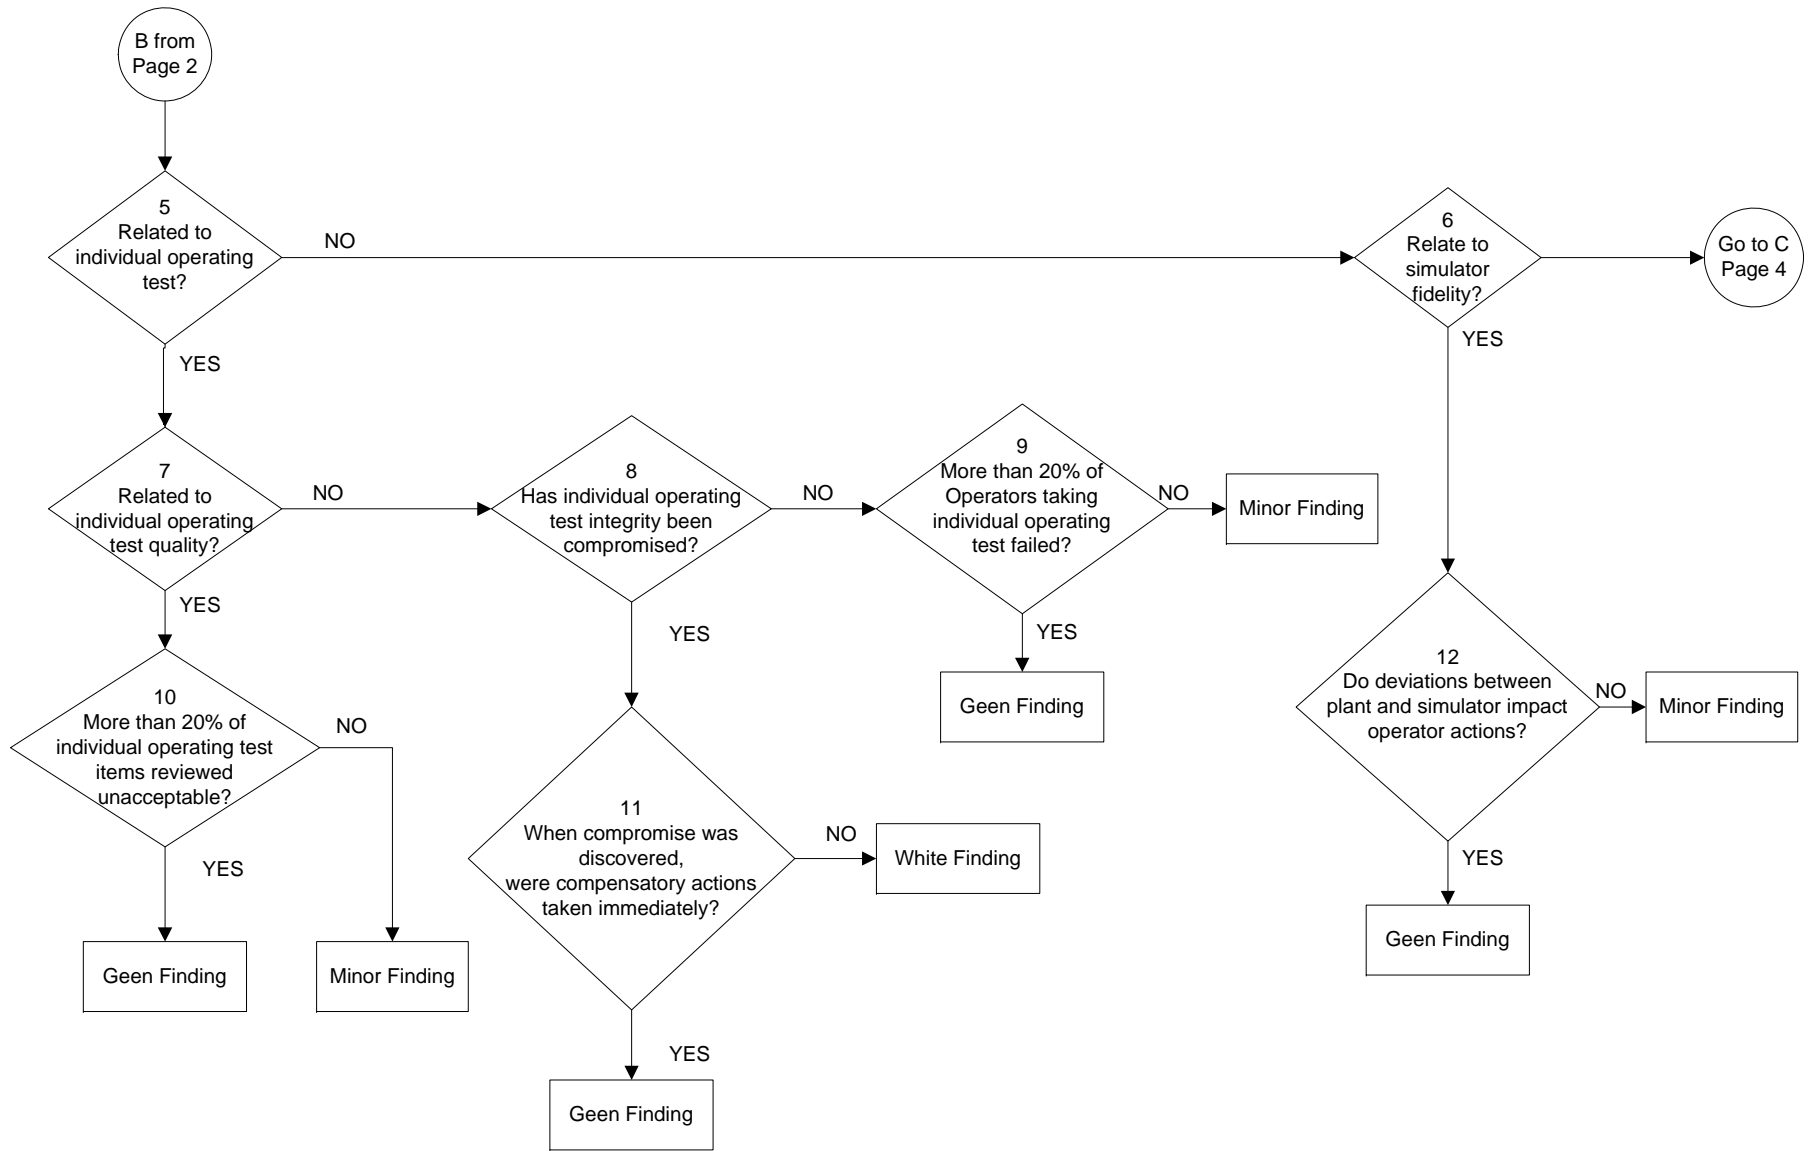 B from
Page 2
5
Related to
individual operating
test?
NO
6
Relate to
simulator
fidelity?
Go to C
Page 4
YES
YES
7
Related to
individual operating
test quality?
NO
8
Has individual operating
test integrity been
compromised?
NO
9
More than 20% of
Operators taking
individual operating
test failed?
NO
Minor Finding
YES
YES
YES
10
More than 20% of
individual operating test
items reviewed
unacceptable?
NO
Geen Finding
12
Do deviations between
plant and simulator impact
operator actions?
NO
Minor Finding
11
When compromise was
discovered,
were compensatory actions
taken immediately?
NO
White Finding
YES
YES
Geen Finding
Minor Finding
Geen Finding
YES
Geen Finding